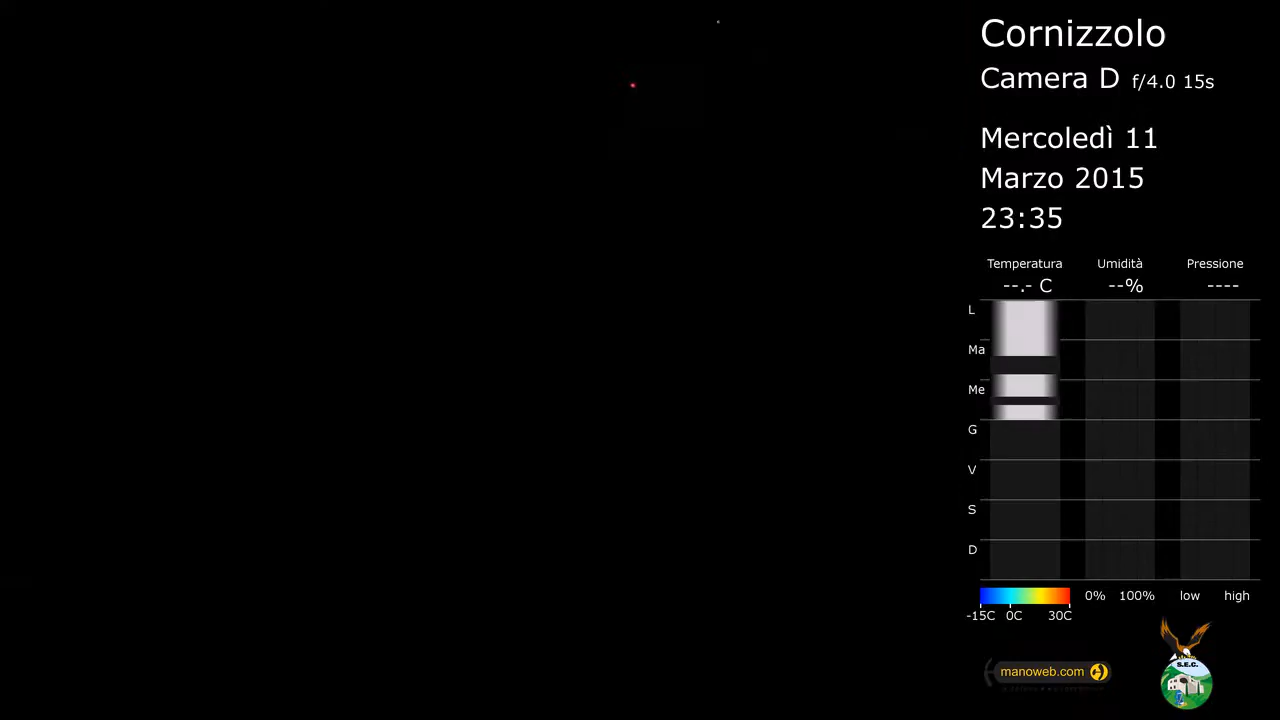 Cornizzolo
Camera D f/4.0 15s
Mercoledì 11
Marzo 2015
23:35
Temperatura Umidità Pressione
--.- C --% ----
L
Ma
Me
G
V
S
D
0% 100% low high
-15C 0C 30C
manoweb.com
S.E.C.